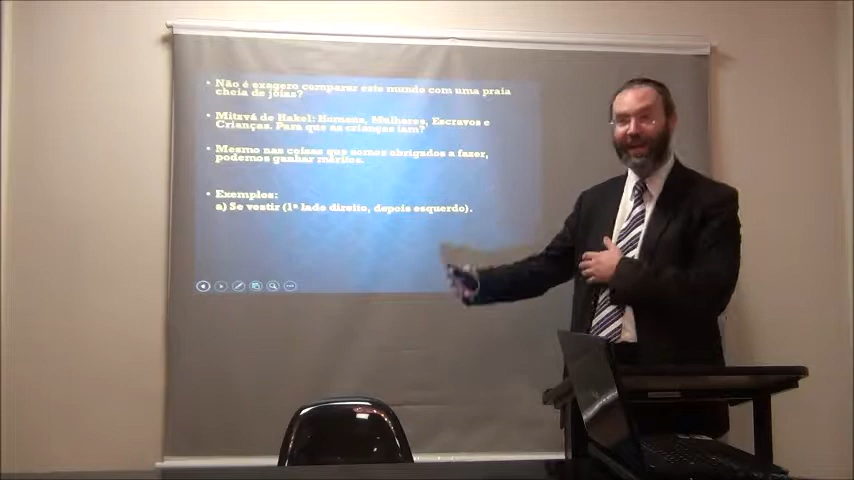 • Não é exagero comparar este mundo com uma praia
cheia de jóias?
• Mitzvá de Hakel: Homens, Mulheres, Escravos e
Crianças. Para que as crianças iam?
• Mesmo nas coisas que somos obrigados a fazer,
podemos ganhar méritos.
• Exemplos:
a) Se vestir (1º lado direito, depois esquerdo).